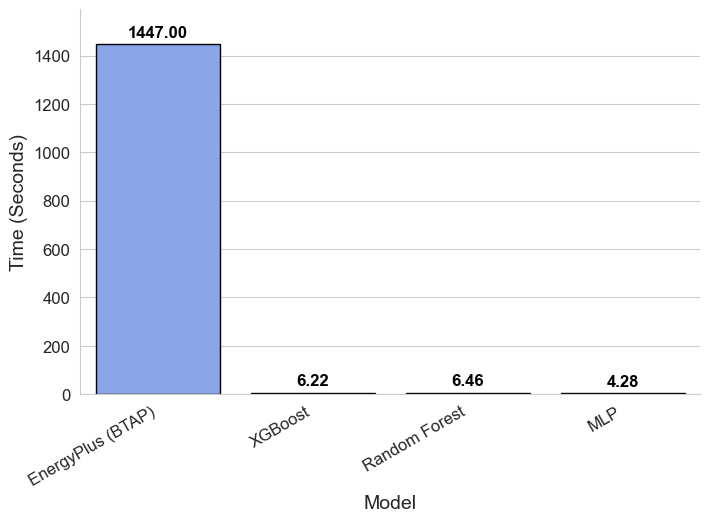 1447.00
1400
1200
1000
800
600
400
200
0
Time (Seconds)
6.22
6.46
4.28
EnergyPlus (BTAP)
XGBoost
Random Forest
MLP
Model